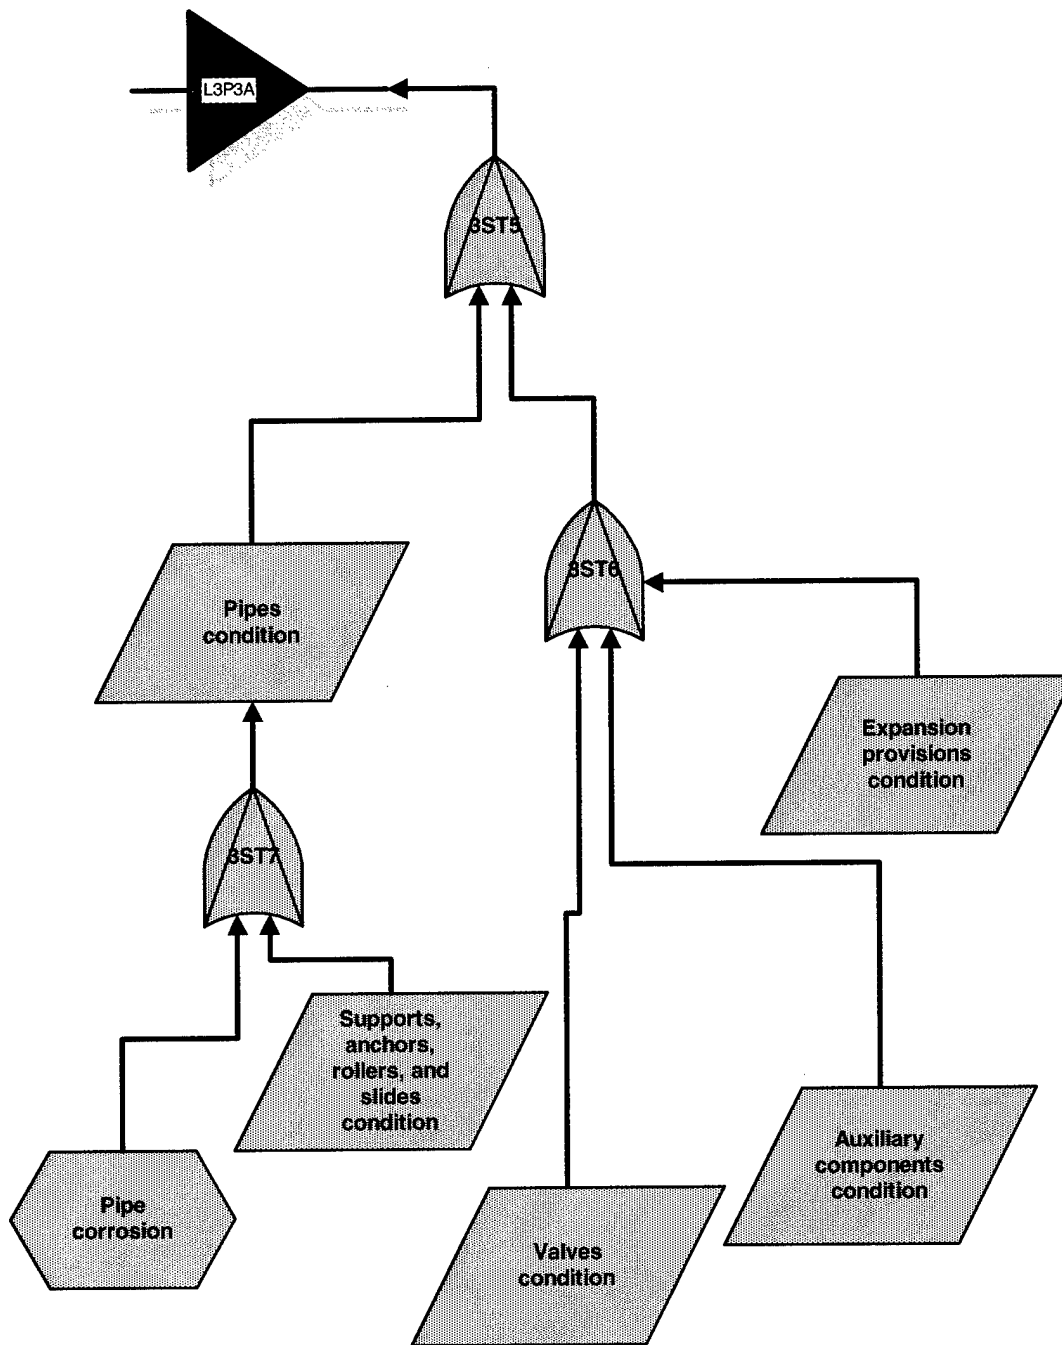 L3P3A
3ST5
3ST6
Pipes
condition
Expansion
provisions
condition
3ST7
Supports,
anchors,
rollers, and
slides
condition
Auxiliary
components
condition
Pipe
corrosion
Valves
condition